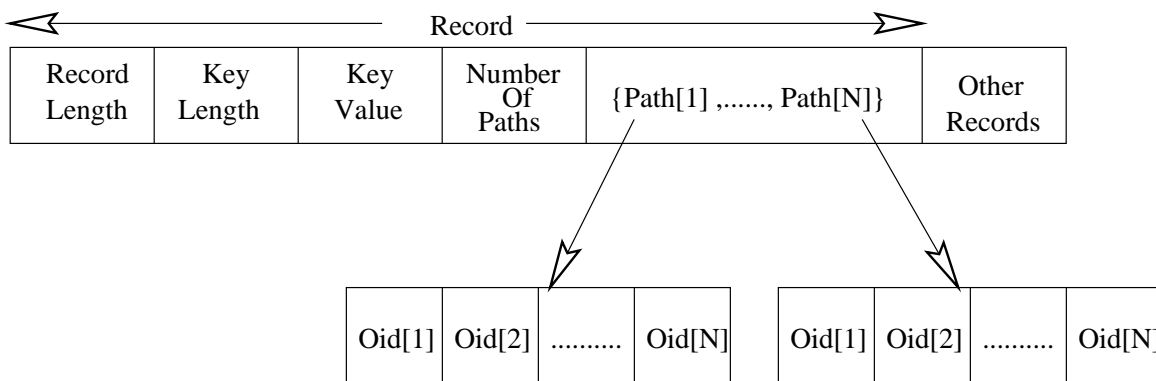 Record
Record
Length
Key
Length
Key
Value
Number
Of
Paths
{Path[1] ,......, Path[N]}
Other
Records
Oid[1] Oid[2] .......... Oid[N]
Oid[1] Oid[2] .......... Oid[N]